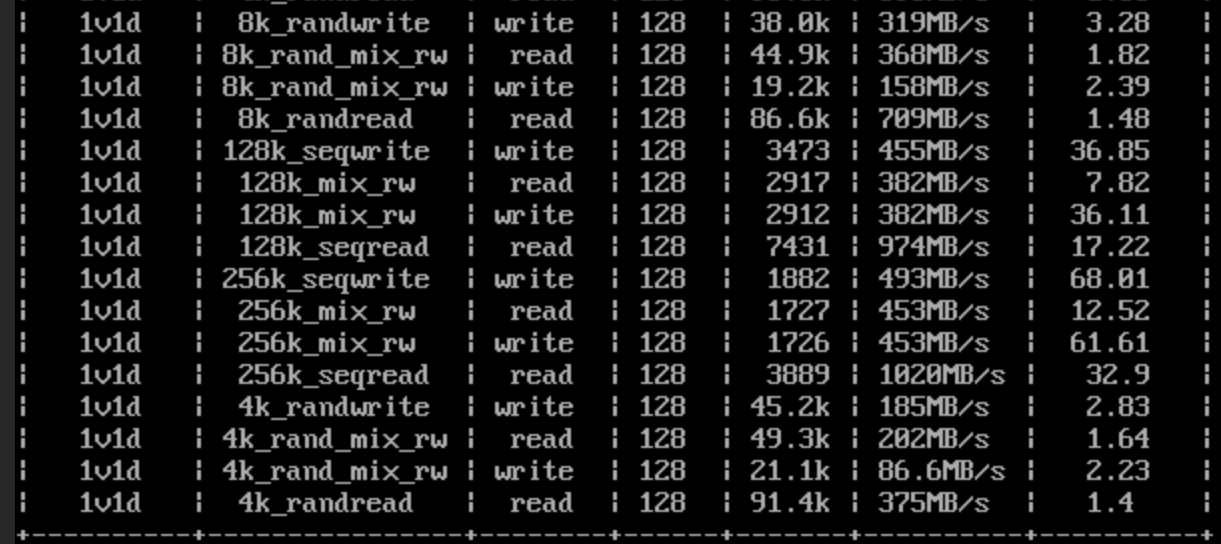 | 1v1d | 8k_randwrite | write | 128 | 38.0k | 319MB/s | 3.28 |
| 1v1d | 8k_rand_mix_rw | read | 128 | 44.9k | 368MB/s | 1.82 |
| 1v1d | 8k_rand_mix_rw | write | 128 | 19.2k | 158MB/s | 2.39 |
| 1v1d | 8k_randread | read | 128 | 86.6k | 709MB/s | 1.48 |
| 1v1d | 128k_seqwrite | write | 128 | 3473 | 455MB/s | 36.85 |
| 1v1d | 128k_mix_rw | read | 128 | 2917 | 382MB/s | 7.82 |
| 1v1d | 128k_mix_rw | write | 128 | 2912 | 382MB/s | 36.11 |
| 1v1d | 128k_seqread | read | 128 | 7431 | 974MB/s | 17.22 |
| 1v1d | 256k_seqwrite | write | 128 | 1882 | 493MB/s | 68.01 |
| 1v1d | 256k_mix_rw | read | 128 | 1727 | 453MB/s | 12.52 |
| 1v1d | 256k_mix_rw | write | 128 | 1726 | 453MB/s | 61.61 |
| 1v1d | 256k_seqread | read | 128 | 3889 | 1020MB/s | 32.9 |
| 1v1d | 4k_randwrite | write | 128 | 45.2k | 185MB/s | 2.83 |
| 1v1d | 4k_rand_mix_rw | read | 128 | 49.3k | 202MB/s | 1.64 |
| 1v1d | 4k_rand_mix_rw | write | 128 | 21.1k | 86.6MB/s | 2.23 |
| 1v1d | 4k_randread | read | 128 | 91.4k | 375MB/s | 1.4 |